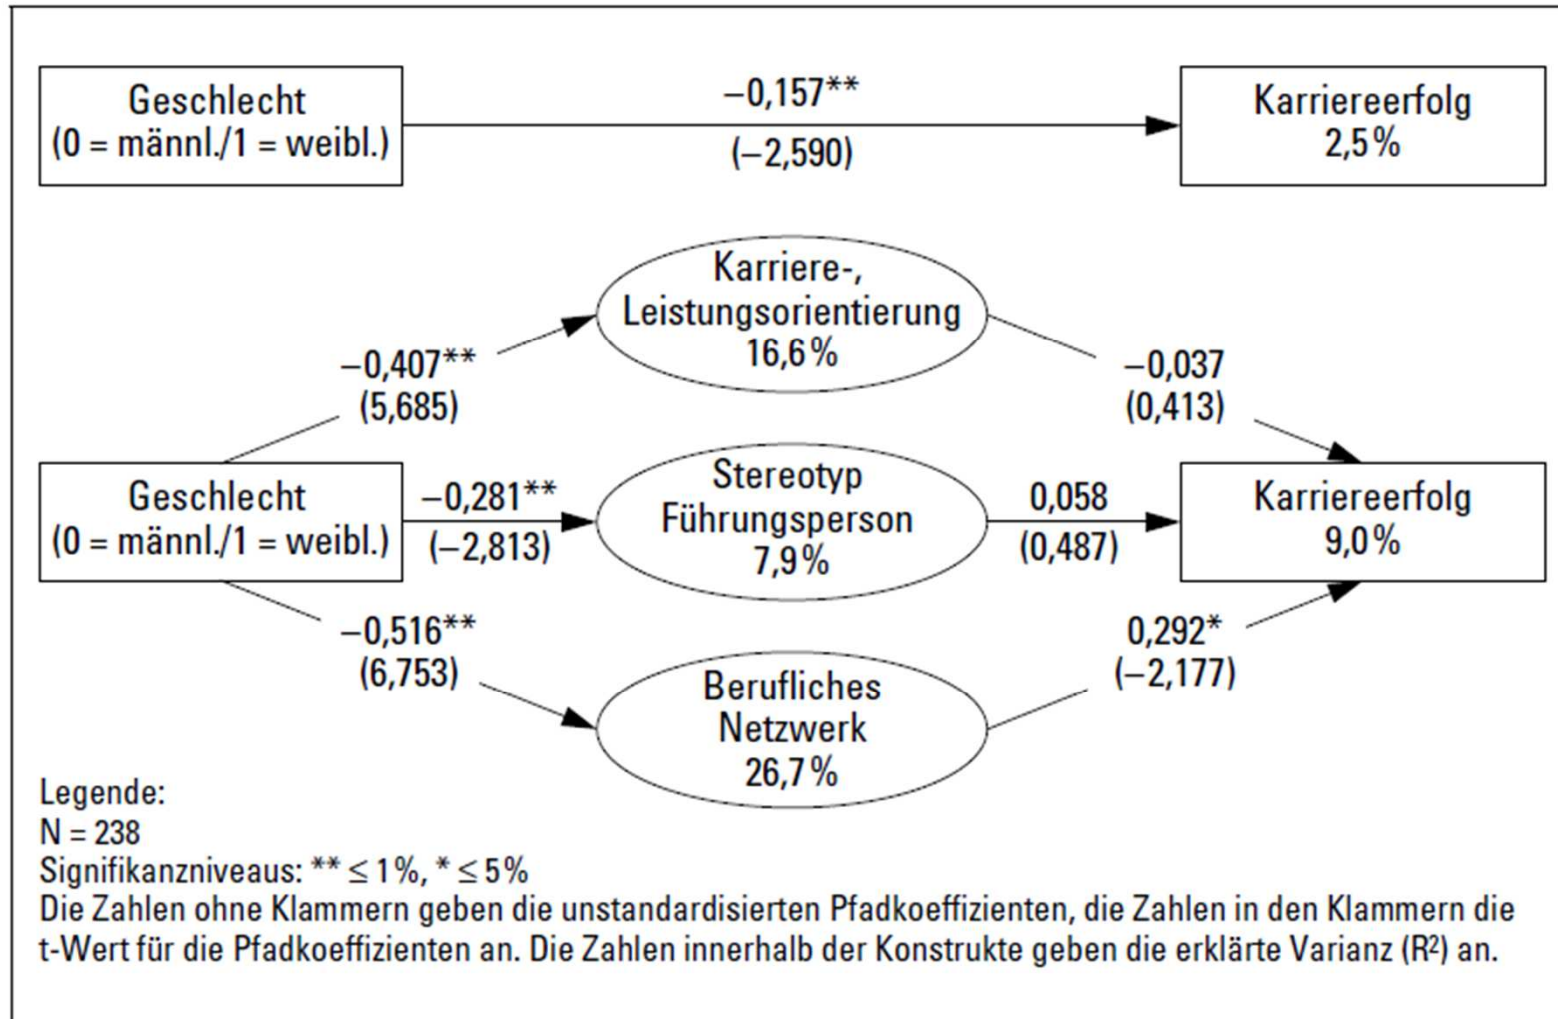 Geschlecht
(0 = männl./1 = weibl.)
–0,157**
(–2,590)
Karriereerfolg
2,5 %
Karriere-,
Leistungsorientierung
16,6 %
–0,407**
(5,685)
–0,037
(0,413)
Geschlecht
(0 = männl./1 = weibl.)
–0,281**
(–2,813)
Stereotyp
Führungsperson
7,9 %
0,058
(0,487)
Karriereerfolg
9,0 %
–0,516**
(6,753)
0,292*
(–2,177)
Berufliches
Netzwerk
26,7 %
Legende:
N = 238
Signifikanzniveaus: ** ≤ 1 %, * ≤ 5 %
Die Zahlen ohne Klammern geben die unstandardisierten Pfadkoeffizienten, die Zahlen in den Klammern die
t-Wert für die Pfadkoeffizienten an. Die Zahlen innerhalb der Konstrukte geben die erklärte Varianz (R²) an.